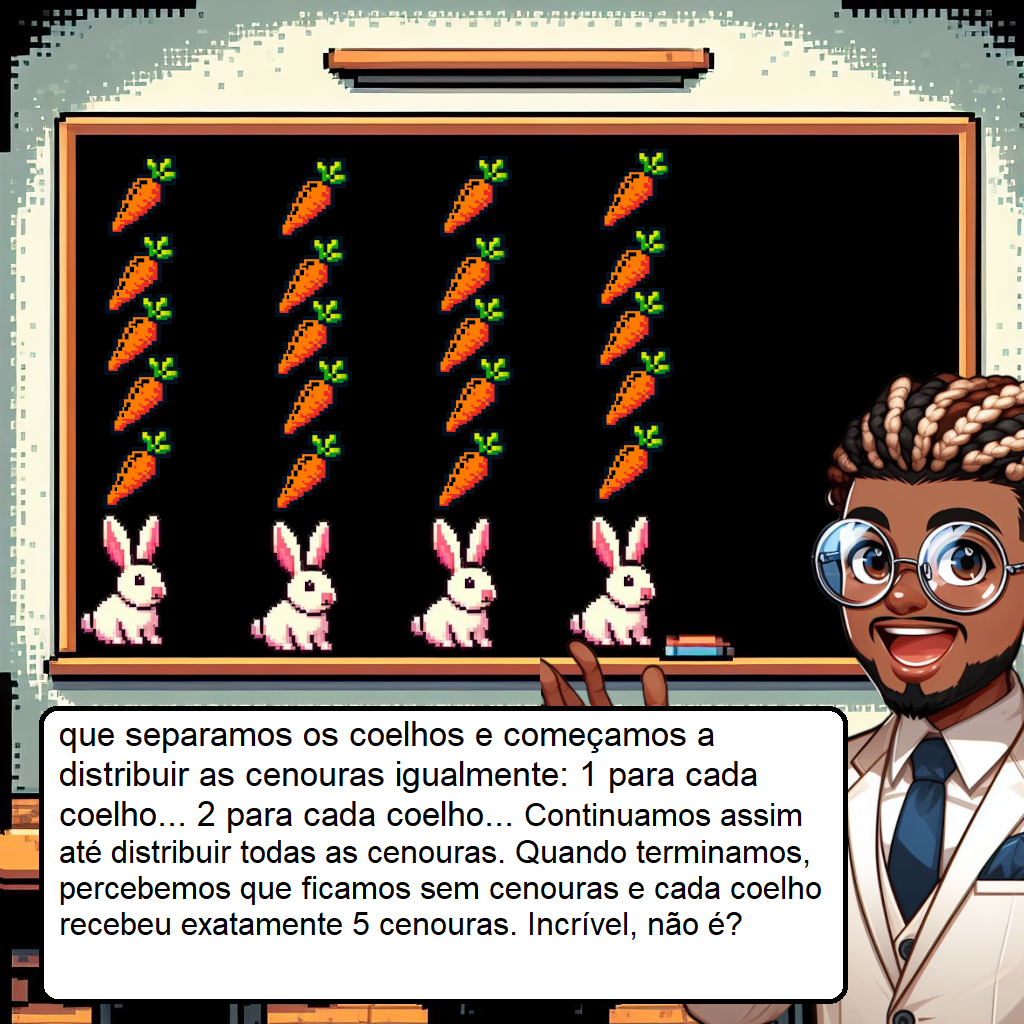 que separamos os coelhos e começamos a
distribuir as cenouras igualmente: 1 para cada
coelho... 2 para cada coelho... Continuamos assim
até distribuir todas as cenouras. Quando terminamos,
percebemos que ficamos sem cenouras e cada coelho
recebeu exatamente 5 cenouras. Incrível, não é?